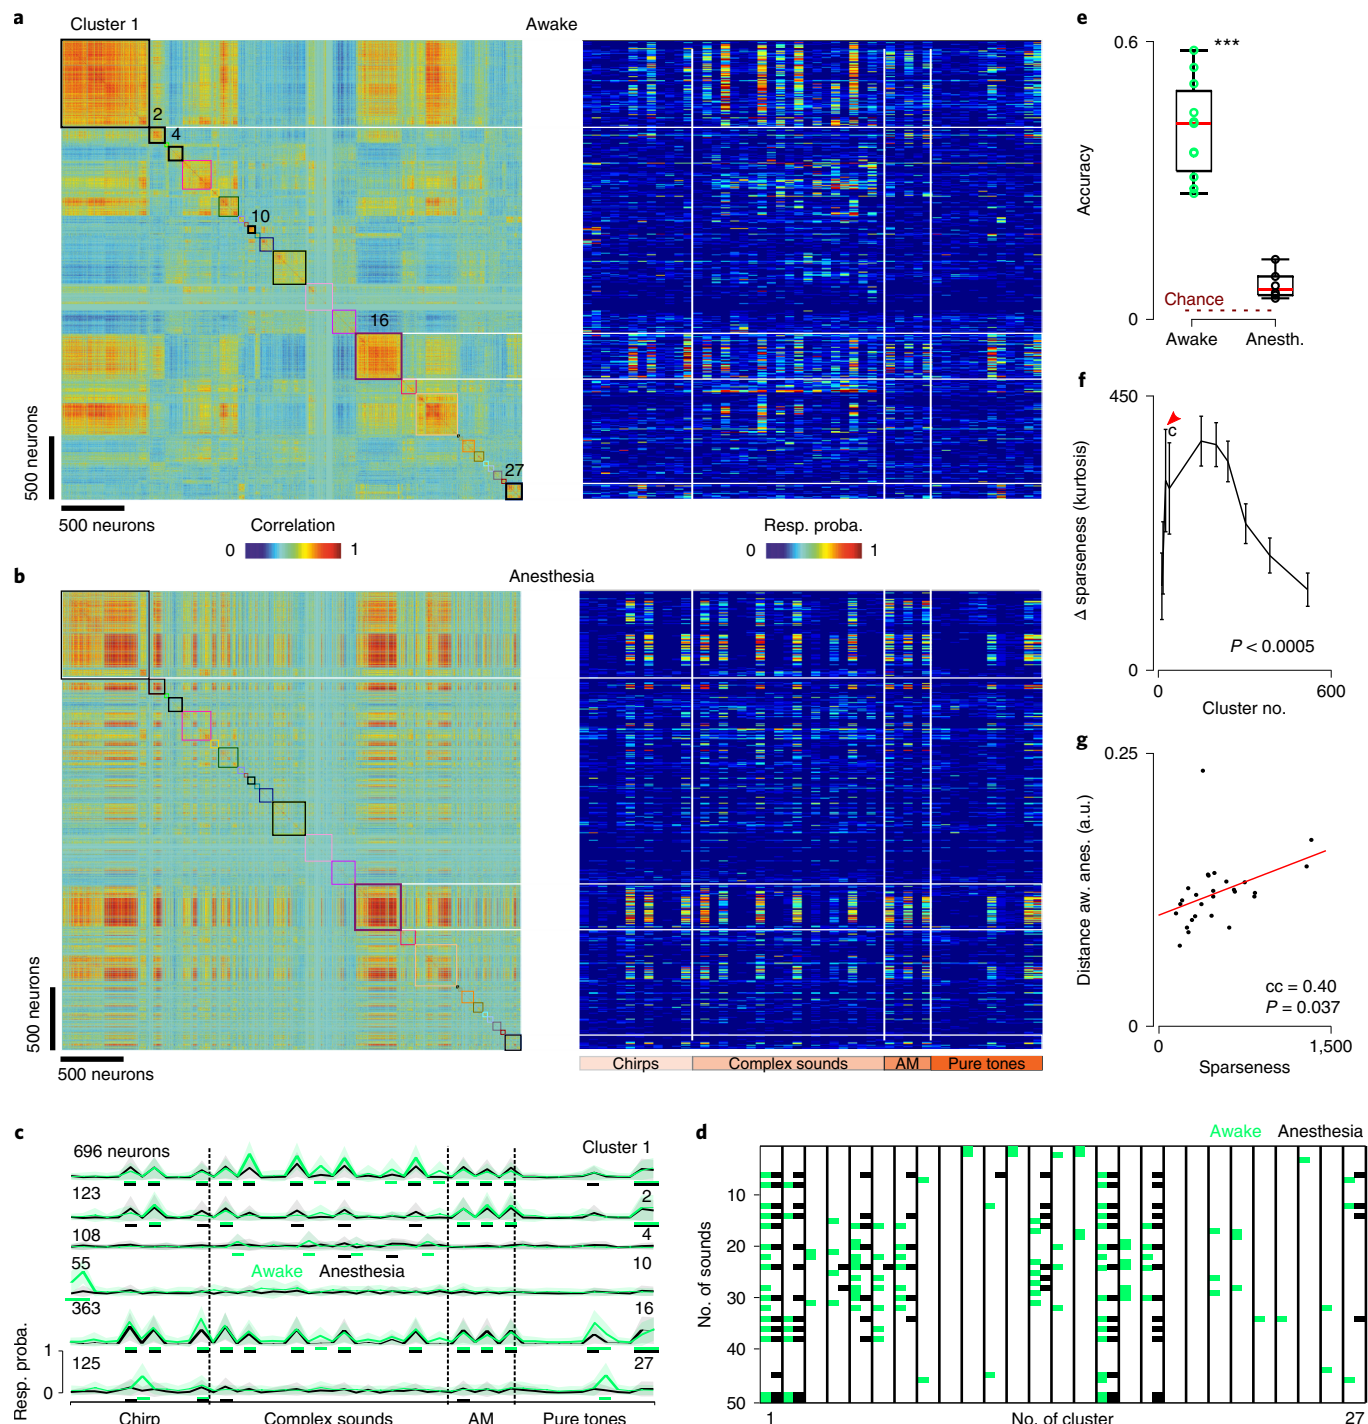 a
Cluster 1
Awake
2
4
10
16
27
500 neurons
500 neurons
Correlation
0
1
Resp. proba.
0
1
b
Anesthesia
500 neurons
500 neurons
Chirps
Complex sounds
AM
Pure tones
c
696 neurons
Cluster 1
123
2
108
4
55
Awake
Anesthesia
10
363
16
125
27
Resp. proba.
1
0
Chirp
Complex sounds
AM
Pure tones
d
Awake
Anesthesia
No. of sounds
10
20
30
40
50
1
No. of cluster
27
e
Accuracy
0.6
0
***
Chance
Awake
Anesth.
f
Δ sparseness (kurtosis)
450
0
c
P < 0.0005
0
600
Cluster no.
g
Distance aw. anes. (a.u.)
0.25
0
cc = 0.40
P = 0.037
0
1,500
Sparseness